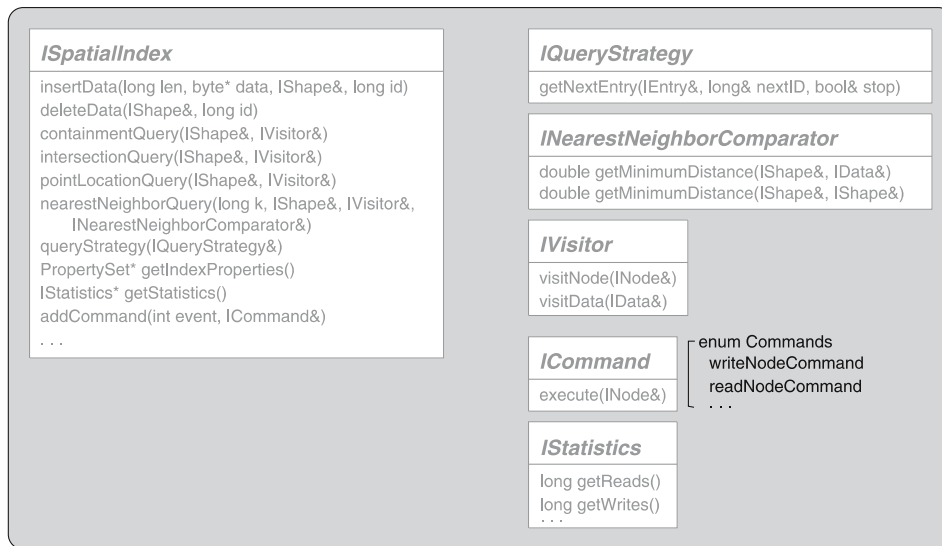 ISpatialIndex
insertData(long len, byte* data, IShape&, long id)
deleteData(IShape&, long id)
containmentQuery(IShape&, IVisitor&)
intersectionQuery(IShape&, IVisitor&)
pointLocationQuery(IShape&, IVisitor&)
nearestNeighborQuery(long k, IShape&, IVisitor&,
INearestNeighborComparator&)
queryStrategy(IQueryStrategy&)
PropertySet* getIndexProperties()
IStatistics* getStatistics()
addCommand(int event, ICommand&)
. . .
IQueryStrategy
getNextEntry(IEntry&, long& nextID, bool& stop)
INearestNeighborComparator
double getMinimumDistance(IShape&, IData&)
double getMinimumDistance(IShape&, IShape&)
IVisitor
visitNode(INode&)
visitData(IData&)
ICommand
execute(INode&)
enum Commands
writeNodeCommand
readNodeCommand
. . .
IStatistics
long getReads()
long getWrites()
. . .